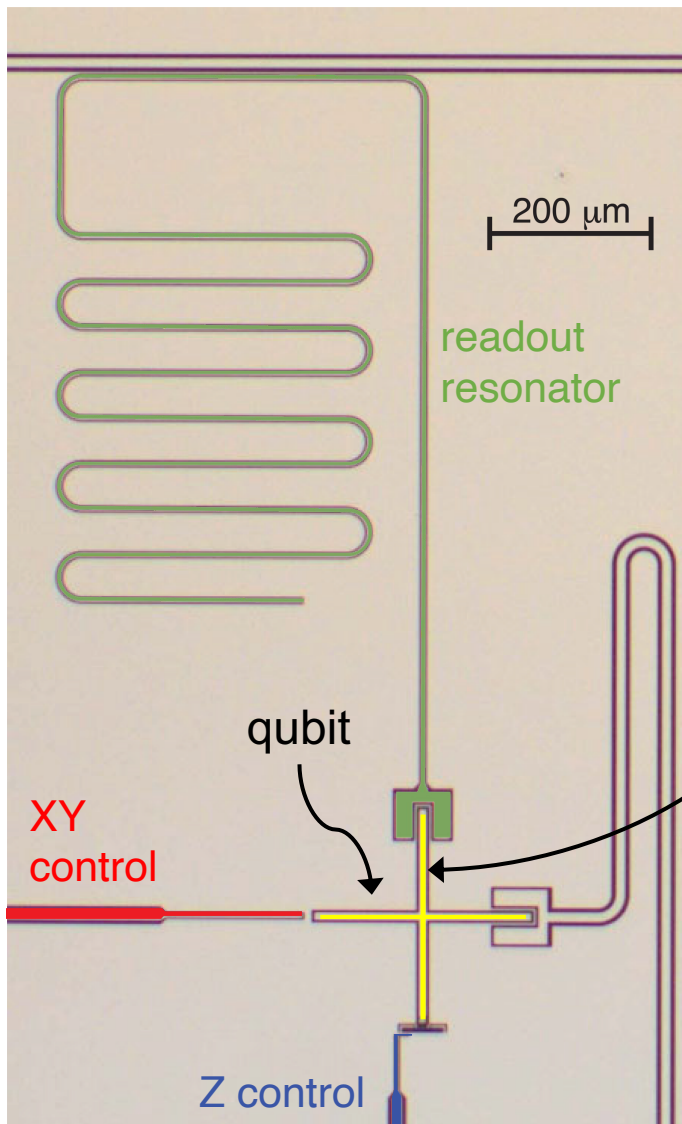 200 μm
readout
resonator
qubit
XY
control
Z control